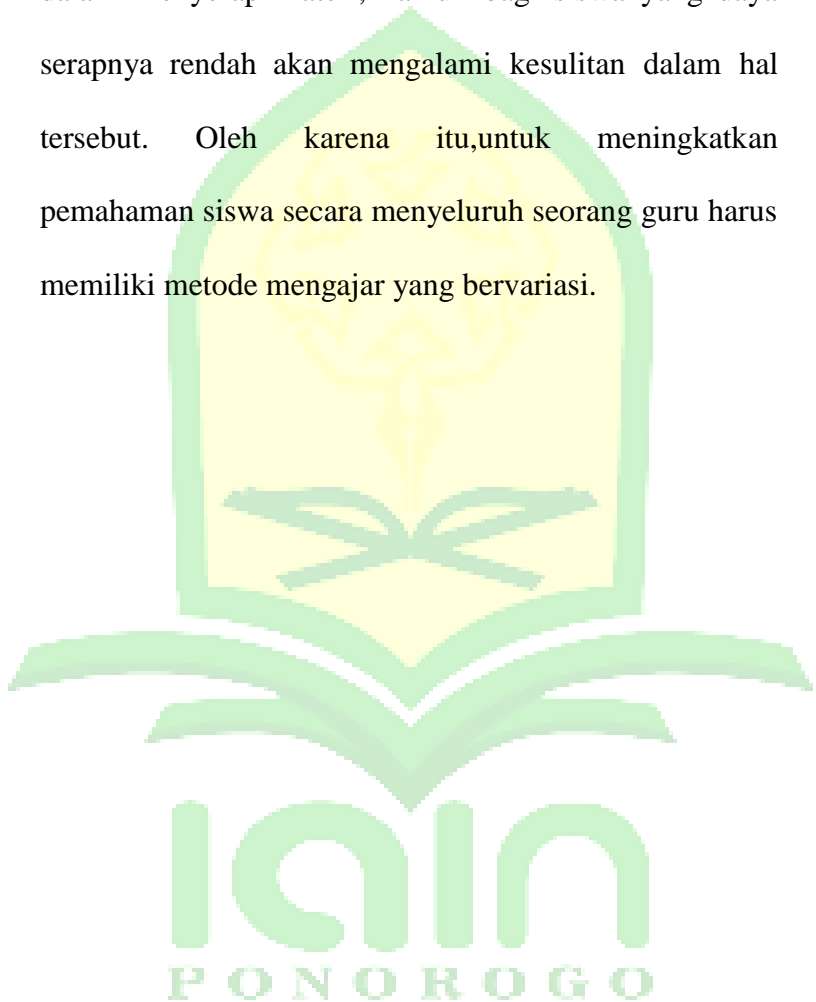 serapnya rendah akan mengalami kesulitan dalam hal
tersebut. Oleh karena itu,untuk meningkatkan
pemahaman siswa secara menyeluruh seorang guru harus
memiliki metode mengajar yang bervariasi.
iain
PONOROGO